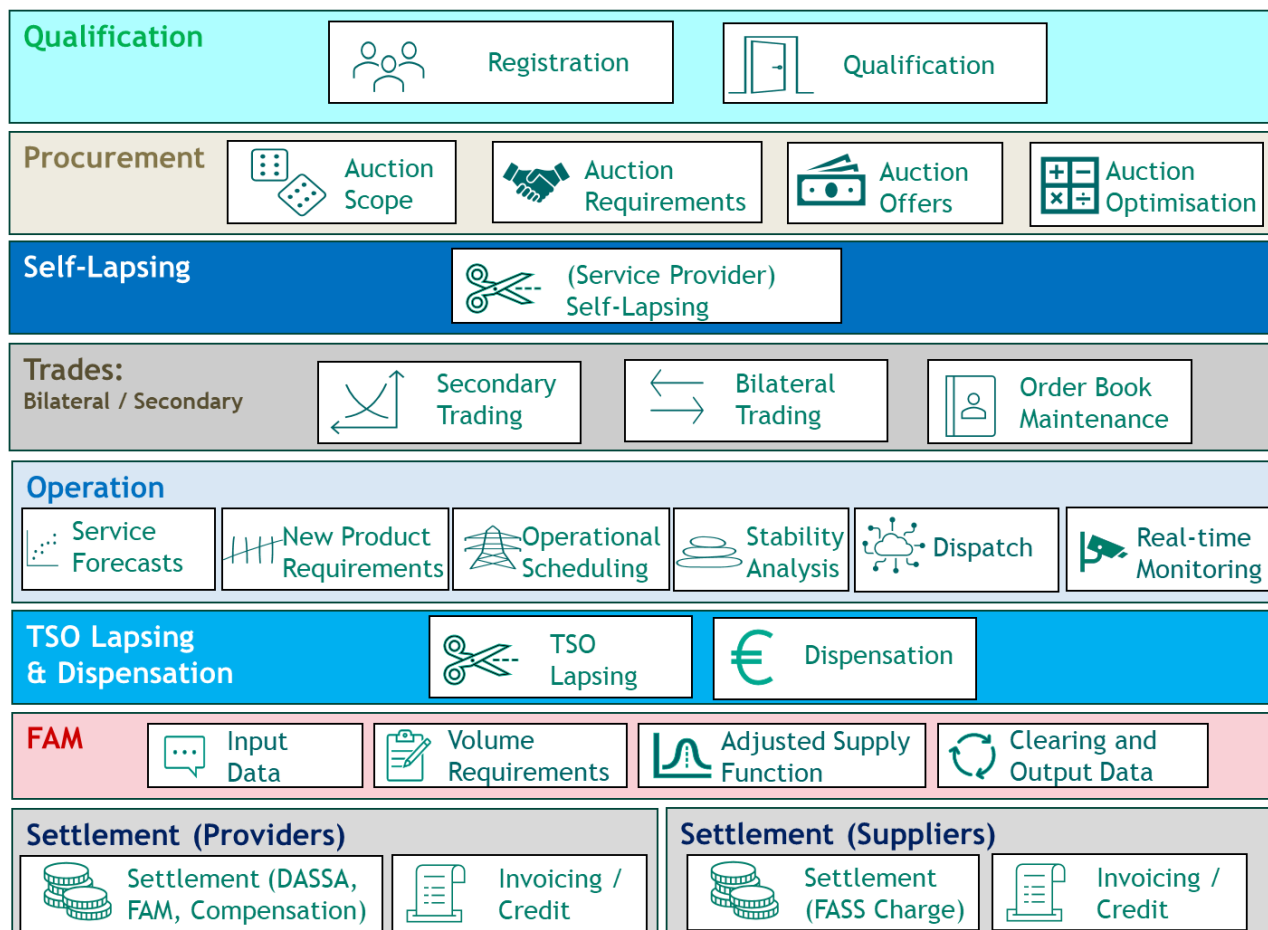 Qualification
Registration
Qualification
Procurement
Auction
Scope
Auction
Requirements
Auction
Offers
Auction
Optimisation
Self-Lapsing
(Service Provider)
Self-Lapsing
Trades:
Bilateral / Secondary
Secondary
Trading
Bilateral
Trading
Order Book
Maintenance
Operation
Service
Forecasts
New Product
Requirements
Operational
Scheduling
Stability
Analysis
Dispatch
Real-time
Monitoring
TSO Lapsing
& Dispensation
TSO
Lapsing
€
Dispensation
FAM
Input
Data
Volume
Requirements
Adjusted Supply
Function
Clearing and
Output Data
Settlement (Providers)
Settlement (DASSA,
FAM, Compensation)
Invoicing /
Credit
Settlement (Suppliers)
Settlement
(FASS Charge)
Invoicing /
Credit